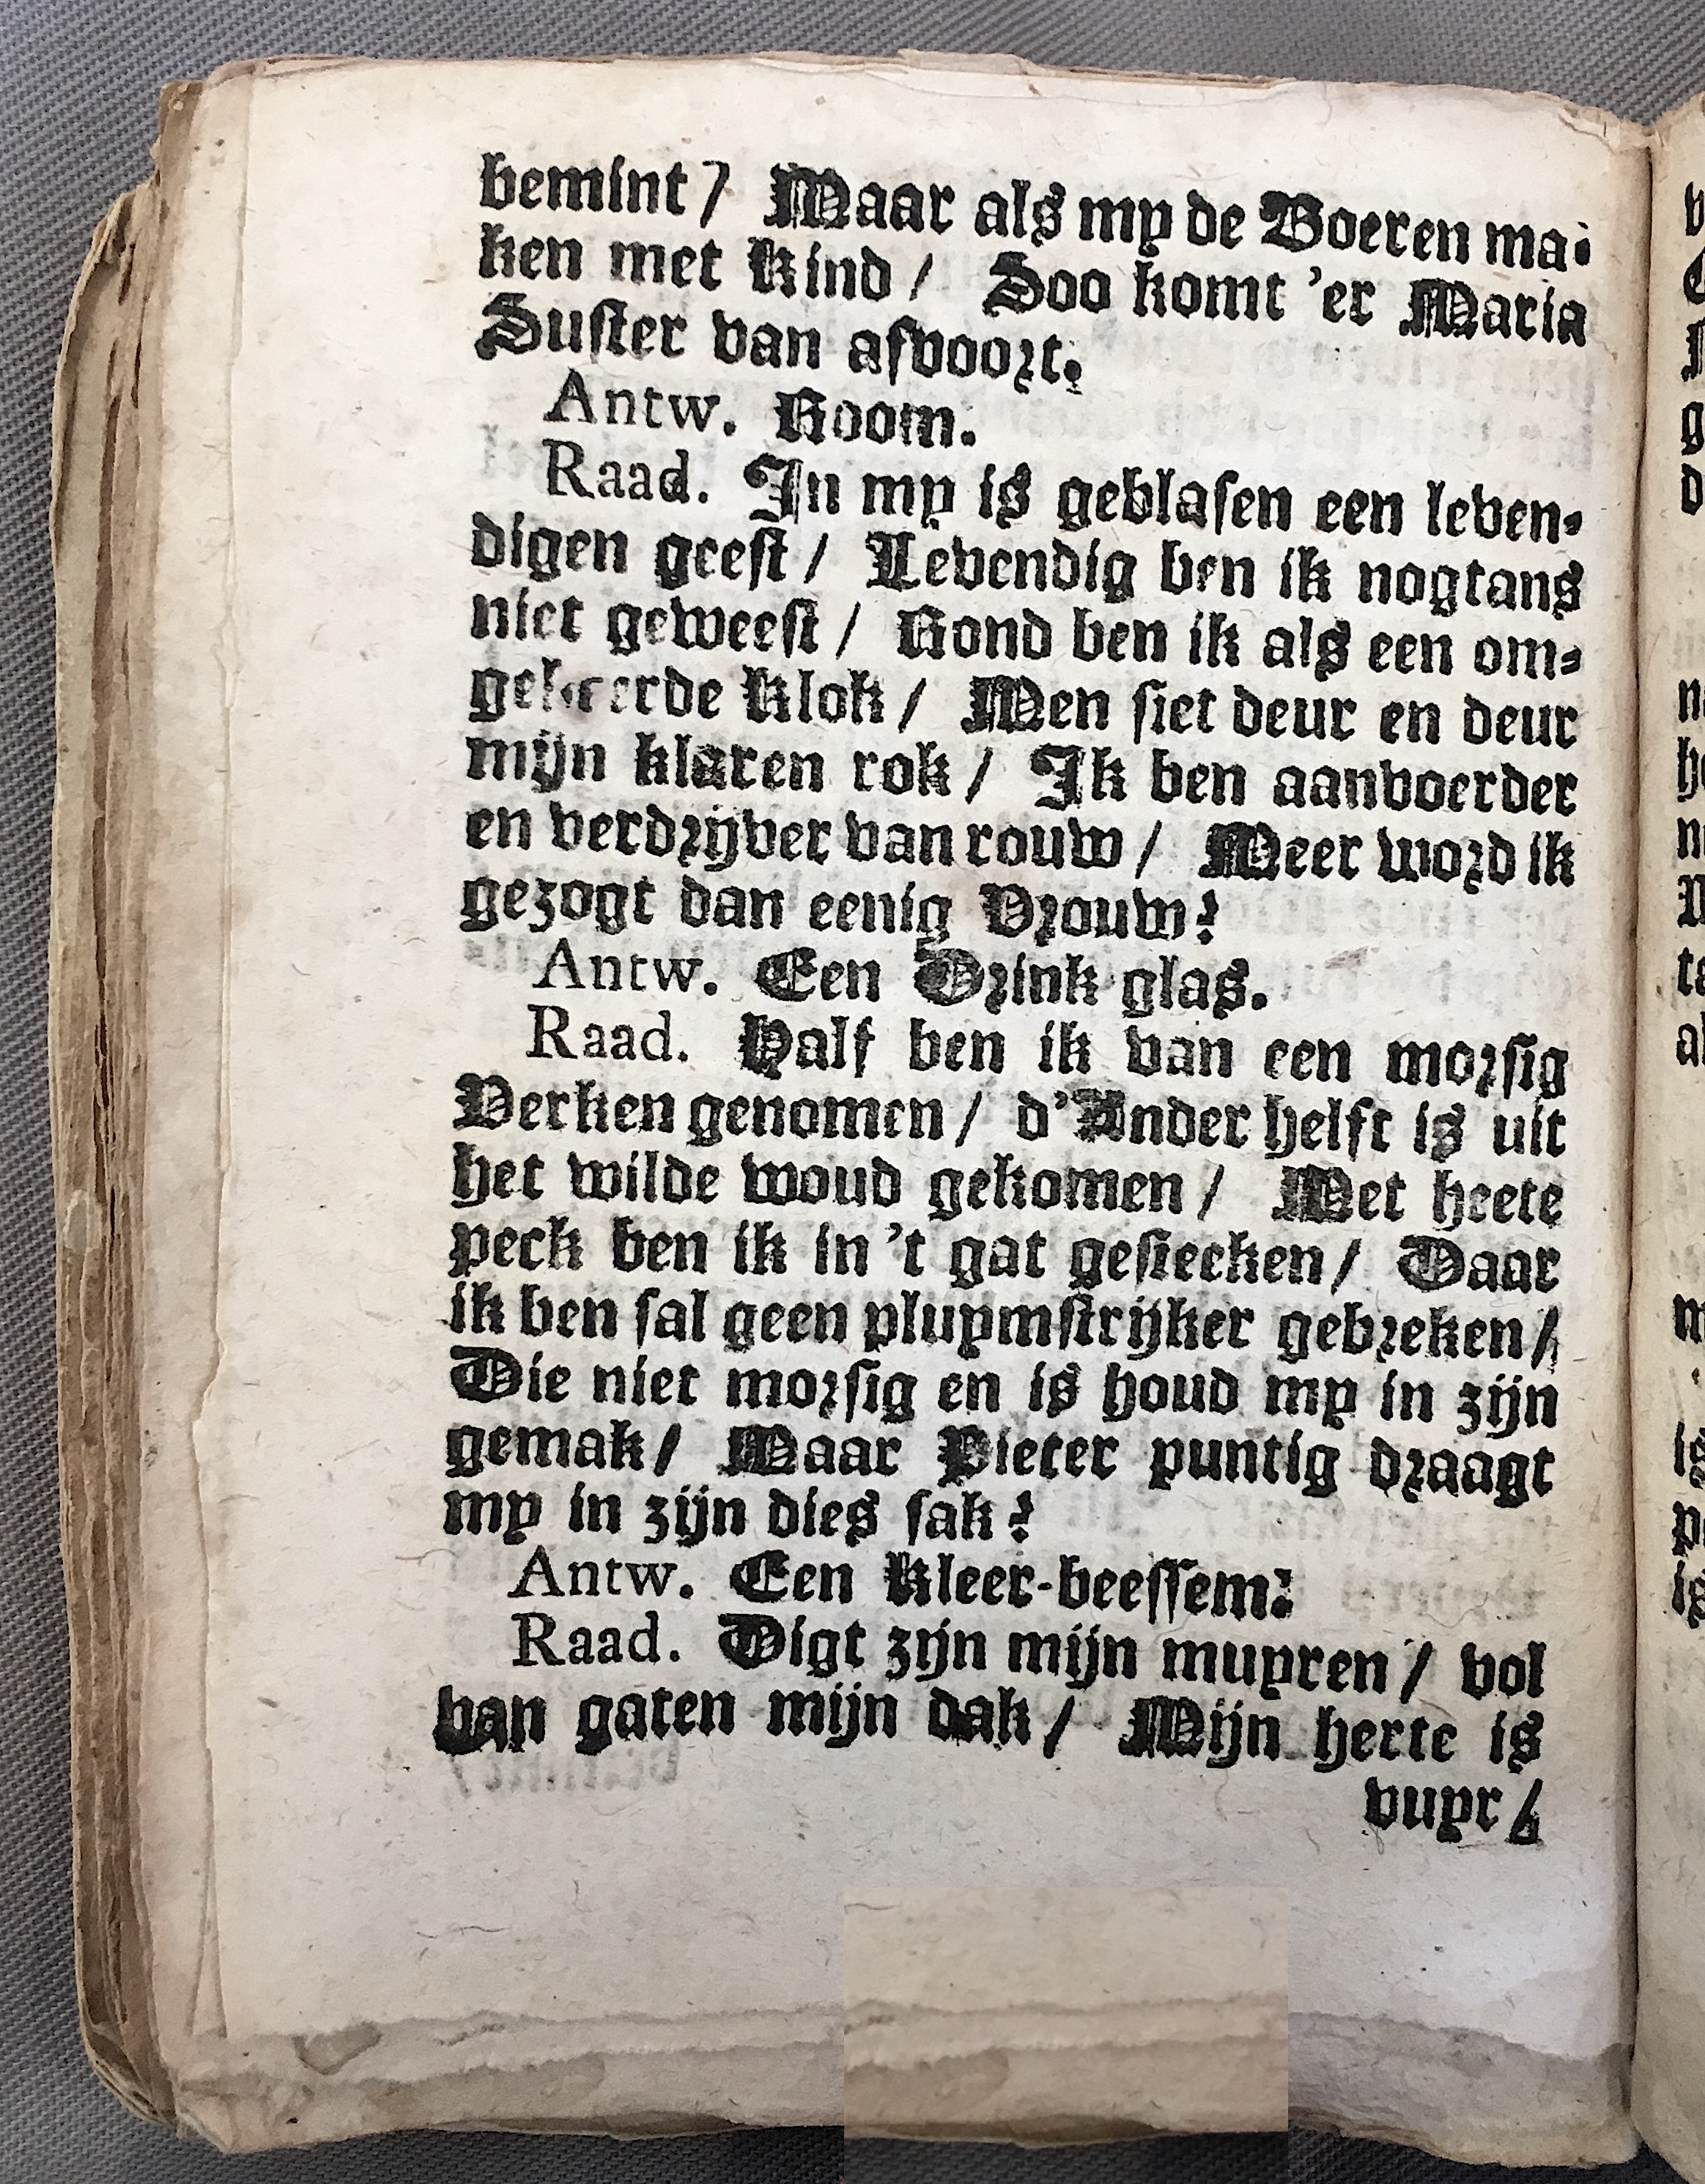 bemint / Maar als my de Boeren ma-
ken met kind / Soo komt 'er Maria
Suster van afvoort.
Antw. Room.
Raad. In my is geblasen een leven-
digen geest / Levendig ben ik nogtans
niet geweest / Rond ben ik als een om-
gekeerde klok / Men siet deur en deur
mijn klaren rok / Ik ben aanvoerder
en verdrijver van rouw / Meer word ik
gezogt dan eenig Vrouw?
Antw. Een Drink glas.
Raad. Half ben ik van een morsig
Verken genomen / d'Ander helft is uit
het wilde woud gekomen / Met heete
peck ben ik in 't gat gesteeken / Daar
ik ben sal geen pluymstrijker gebreken /
Die niet morsig en is houd my in zijn
gemak / Maar Pieter puntig draagt
my in zijn dies sak?
Antw. Een Kleer-beessem.
Raad. Digt zijn mijn muyren / vol
van gaten mijn dak / Mijn herte is
vuyr /